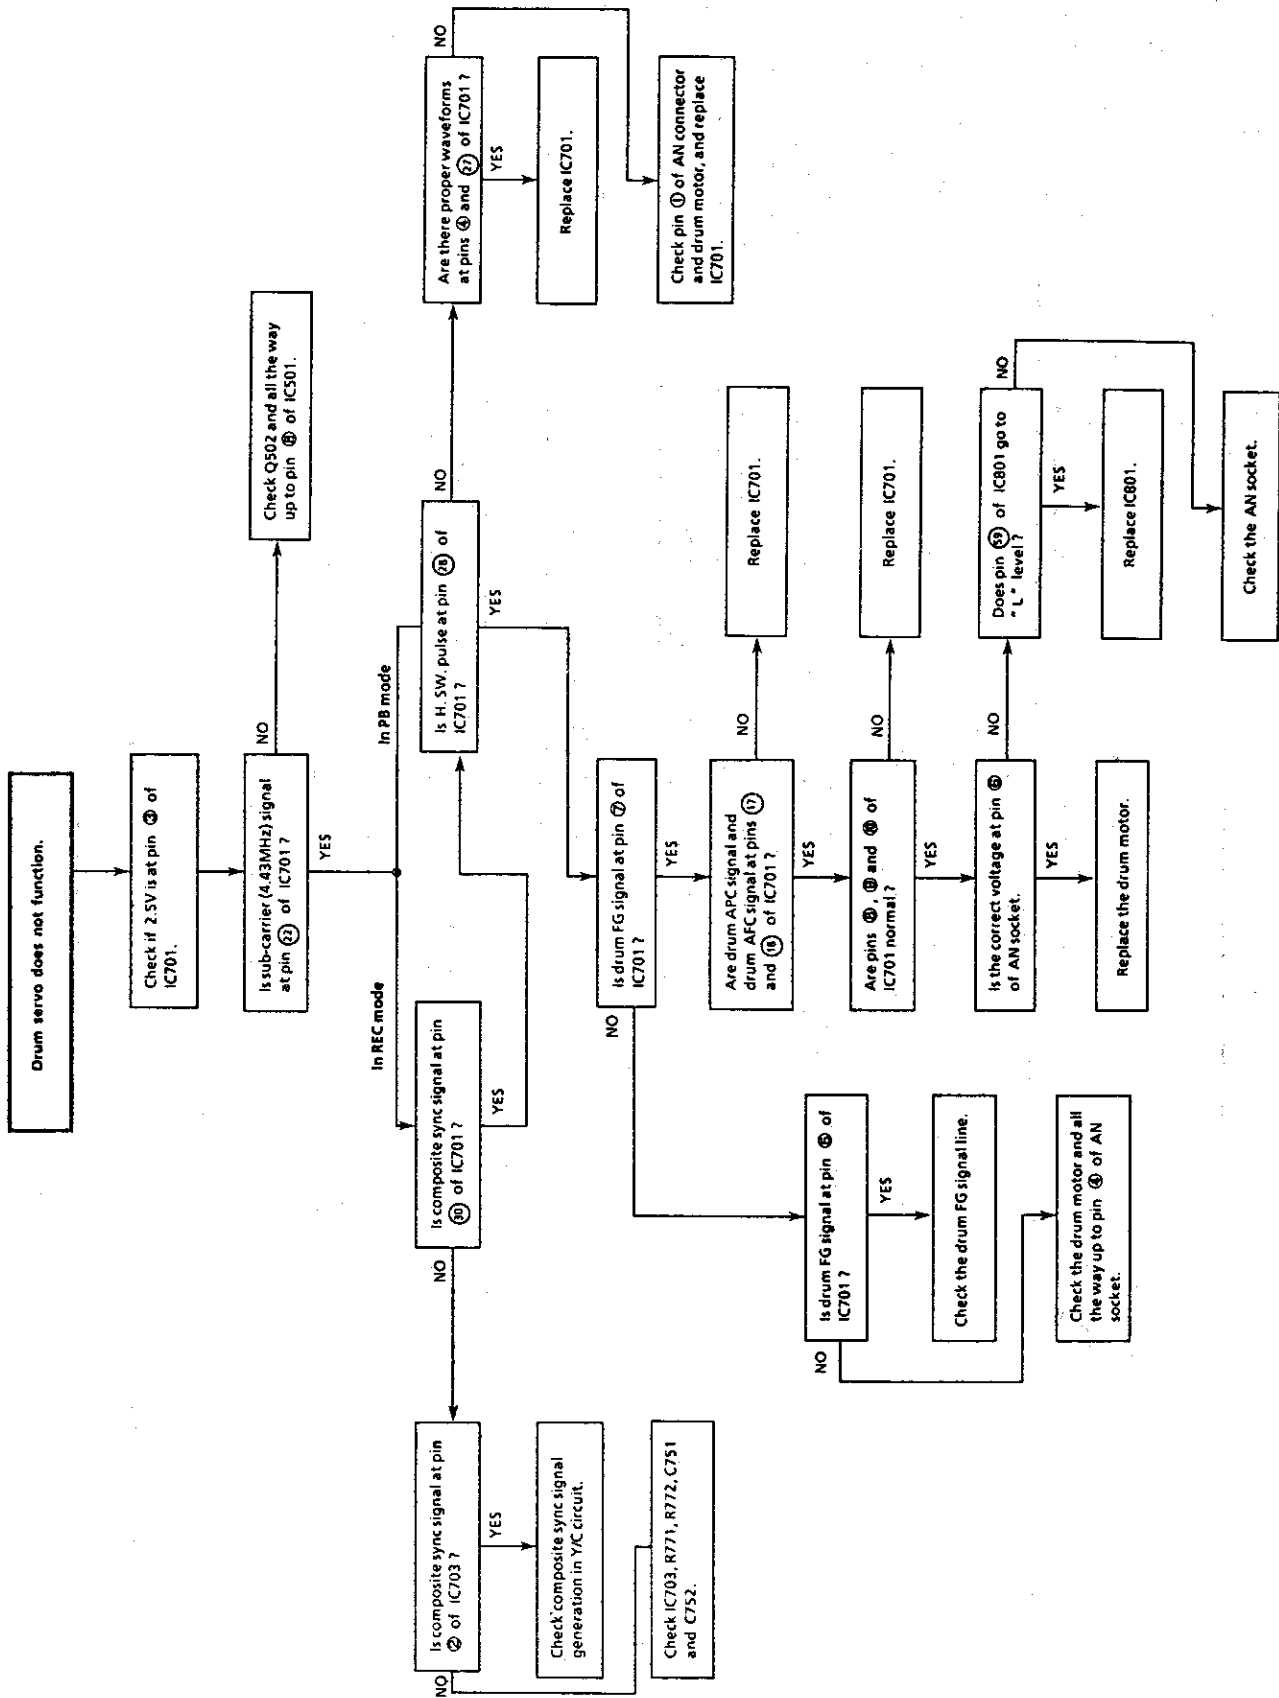 Drum servo does not function.
Check if 2.5V is at pin ③ of
IC701.
Is sub-carrier (4.43MHz) signal
at pin ㉒ of IC701 ?
NO
YES
Check Q502 and all the way
up to pin ⑧ of IC501.
In REC mode
In PB mode
Is composite sync signal at pin
㉚ of IC701 ?
NO
YES
Is H. SW. pulse at pin ㉘ of
IC701 ?
NO
YES
Are there proper waveforms
at pins ④ and ㉗ of IC701 ?
NO
YES
Replace IC701.
Check pin ① of AN connector
and drum motor, and replace
IC701.
Is composite sync signal at pin
② of IC703 ?
NO
YES
Check composite sync signal
generation in Y/C circuit.
Check IC703, R771, R772, C751
and C752.
Is drum FG signal at pin ⑦ of
IC701 ?
NO
YES
Are drum APC signal and
drum AFC signal at pins ⑰
and ⑱ of IC701 ?
NO
YES
Replace IC701.
Are pins
and
of
IC701 normal ?
NO
YES
Replace IC701.
Is the correct voltage at pin
of AN socket.
NO
YES
Replace the drum motor.
Does pin ㊾ of IC801 go to
" L " level ?
NO
YES
Replace IC801.
Check the AN socket.
Is drum FG signal at pin
of
IC701 ?
NO
YES
Check the drum FG signal line.
Check the drum motor and all
the way up to pin ④ of AN
socket.